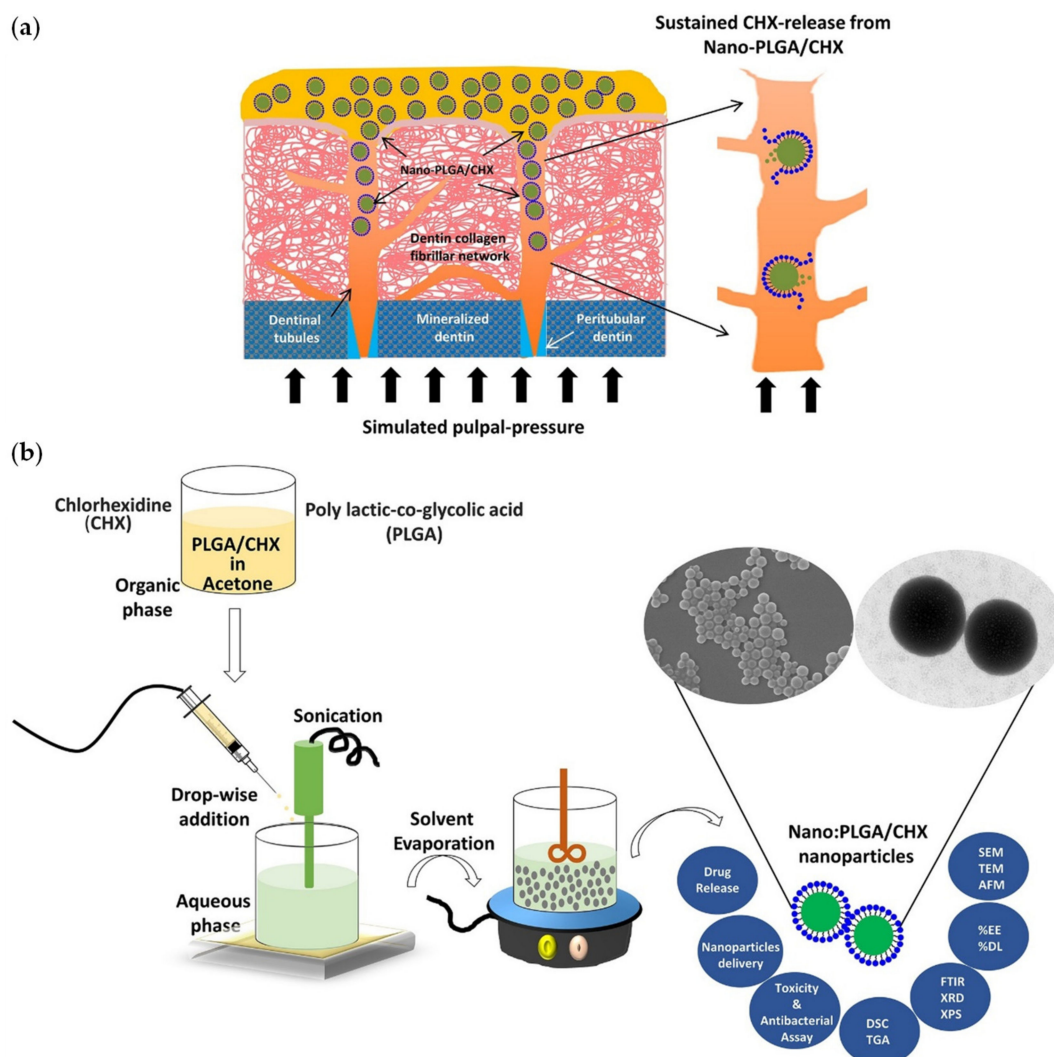 (a)
Sustained CHX-release from
Nano-PLGA/CHX
Nano-PLGA/CHX
Dentin collagen
fibrillar network
Dentinal
tubules
Mineralized
dentin
Peritubular
dentin
Simulated pulpal-pressure
(b)
Chlorhexidine
(CHX)
Poly lactic-co-glycolic acid
(PLGA)
PLGA/CHX
in
Acetone
Organic
phase
Sonication
Drop-wise
addition
Solvent
Evaporation
Aqueous
phase
Nano:PLGA/CHX
nanoparticles
Drug
Release
Nanoparticles
delivery
Toxicity
&
Antibacterial
Assay
DSC
TGA
FTIR
XRD
XPS
%EE
%DL
SEM
TEM
AFM